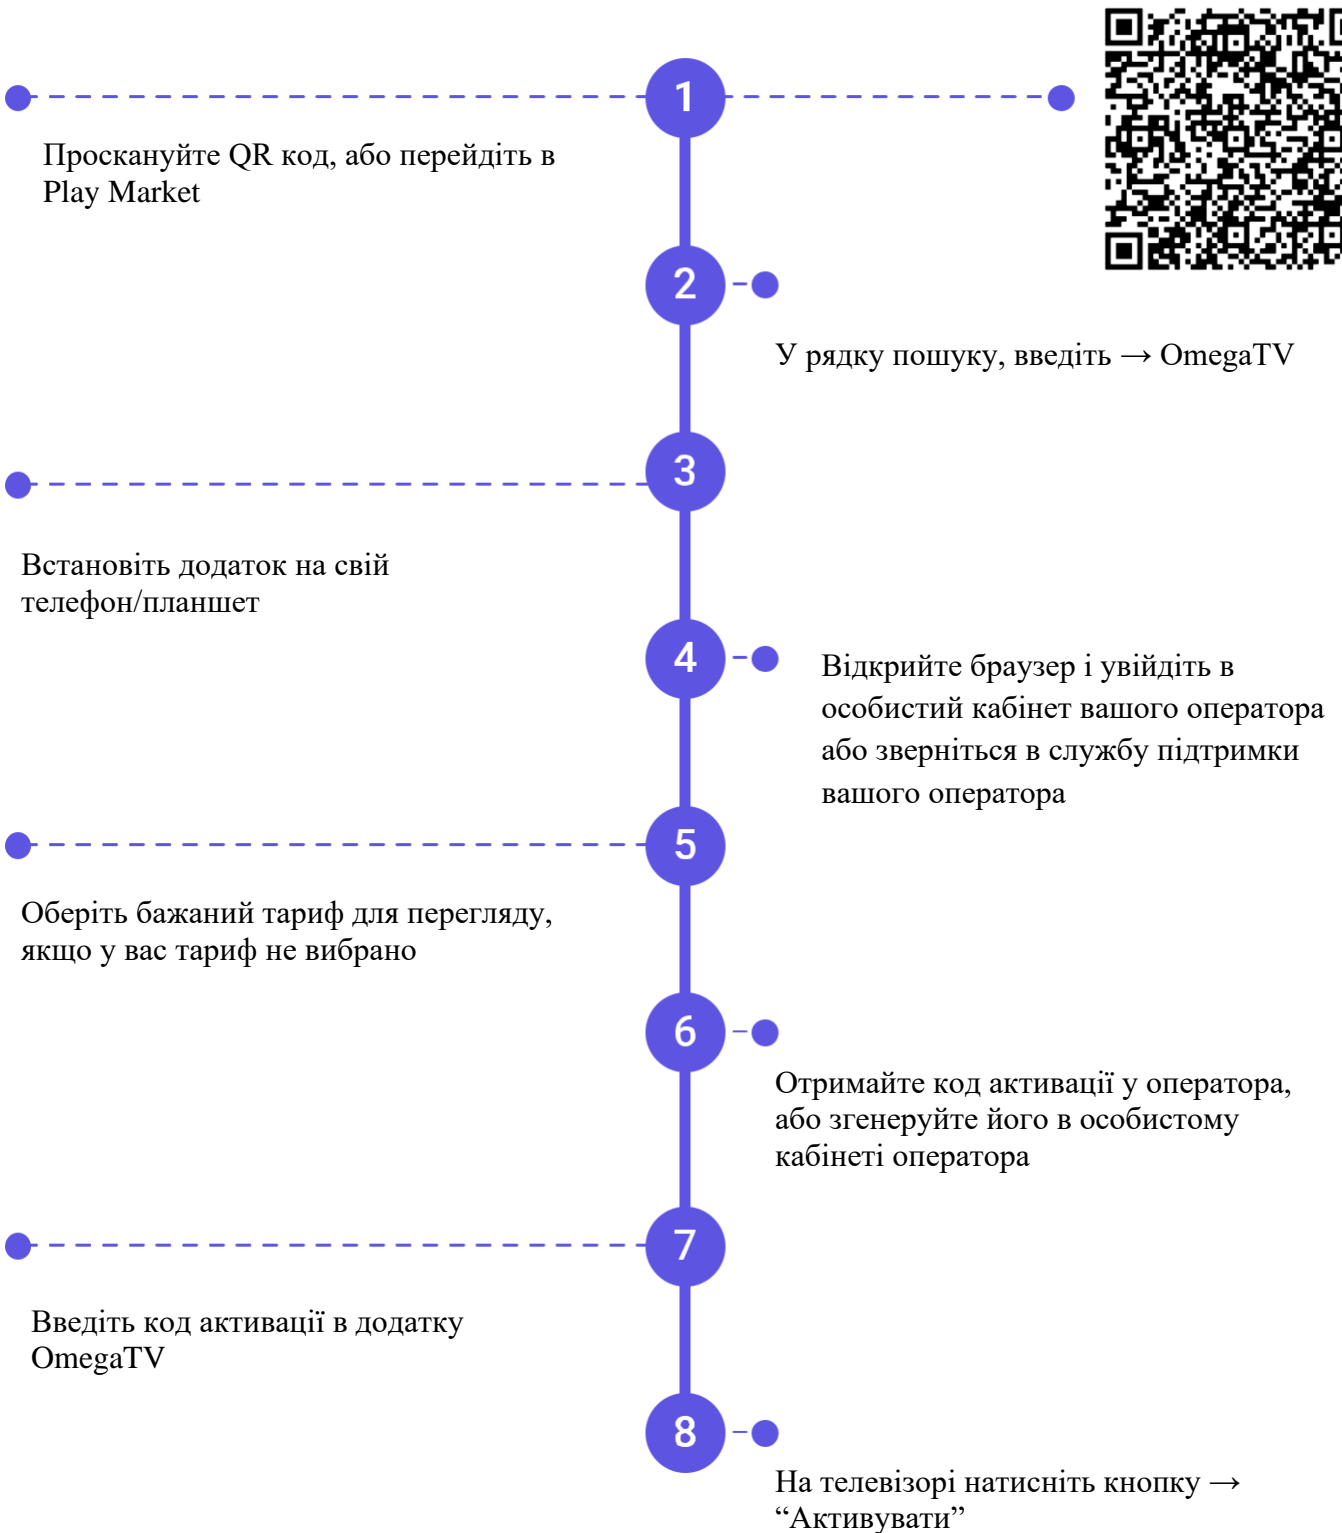 1
Проскануйте QR код, або перейдіть в
Play Market
2
У рядку пошуку, введіть → OmegaTV
3
Встановіть додаток на свій
телефон/планшет
4
Відкрийте браузер і увійдіть в
особистий кабінет вашого оператора
або зверніться в службу підтримки
вашого оператора
5
Оберіть бажаний тариф для перегляду,
якщо у вас тариф не вибрано
6
Отримайте код активації у оператора,
або згенеруйте його в особистому
кабінеті оператора
7
Введіть код активації в додатку
OmegaTV
8
На телевізорі натисніть кнопку →
“Активувати”